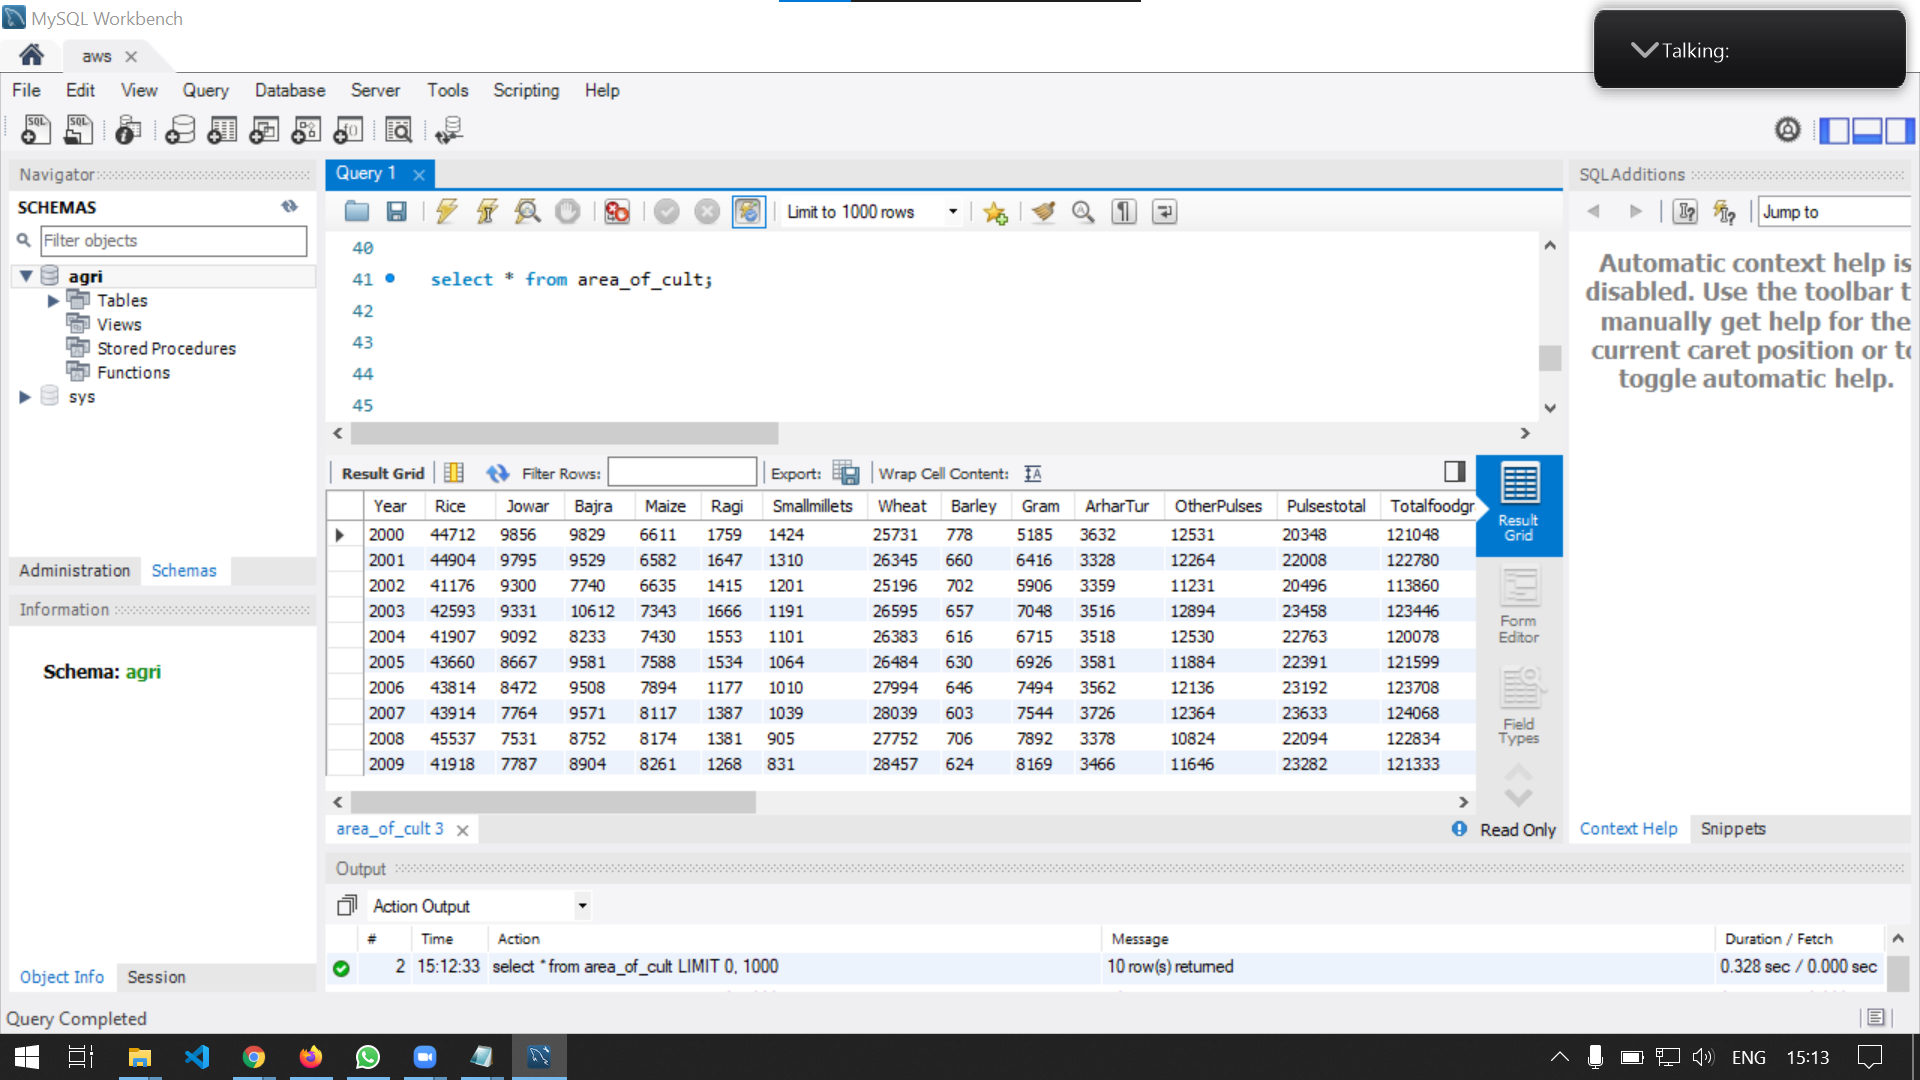 MySQL Workbench
Talking:
aws
File Edit View Query Database Server Tools Scripting Help
Navigator
SCHEMAS
Filter objects
agri
Tables
Views
Stored Procedures
Functions
sys
Administration Schemas
Information
Schema: agri
Object Info Session
Query 1
Limit to 1000 rows
40
41 select * from area_of_cult;
42
43
44
45
Result Grid Filter Rows: Export: Wrap Cell Content:
Year Rice Jowar Bajra Maize Ragi Smallmillets Wheat Barley Gram ArharTur OtherPulses Pulsestotal Totalfoodgr
2000 44712 9856 9829 6611 1759 1424 25731 778 5185 3632 12531 20348 121048
2001 44904 9795 9529 6582 1647 1310 26345 660 6416 3328 12264 22008 122780
2002 41176 9300 7740 6635 1415 1201 25196 702 5906 3359 11231 20496 113860
2003 42593 9331 10612 7343 1666 1191 26595 657 7048 3516 12894 23458 123446
2004 41907 9092 8233 7430 1553 1101 26383 616 6715 3518 12530 22763 120078
2005 43660 8667 9581 7588 1534 1064 26484 630 6926 3581 11884 22391 121599
2006 43814 8472 9508 7894 1177 1010 27994 646 7494 3562 12136 23192 123708
2007 43914 7764 9571 8117 1387 1039 28039 603 7544 3726 12364 23633 124068
2008 45537 7531 8752 8174 1381 905 27752 706 7892 3378 10824 22094 122834
2009 41918 7787 8904 8261 1268 831 28457 624 8169 3466 11646 23282 121333
Result
Grid
Form
Editor
Field
Types
area_of_cult 3
Read Only
SQLAdditions
Jump to
Automatic context help is
disabled. Use the toolbar t
manually get help for the
current caret position or to
toggle automatic help.
Context Help Snippets
Output
Action Output
# Time Action Message Duration / Fetch
2 15:12:33 select * from area_of_cult LIMIT 0, 1000 10 row(s) returned 0.328 sec / 0.000 sec
Query Completed
ENG 15:13